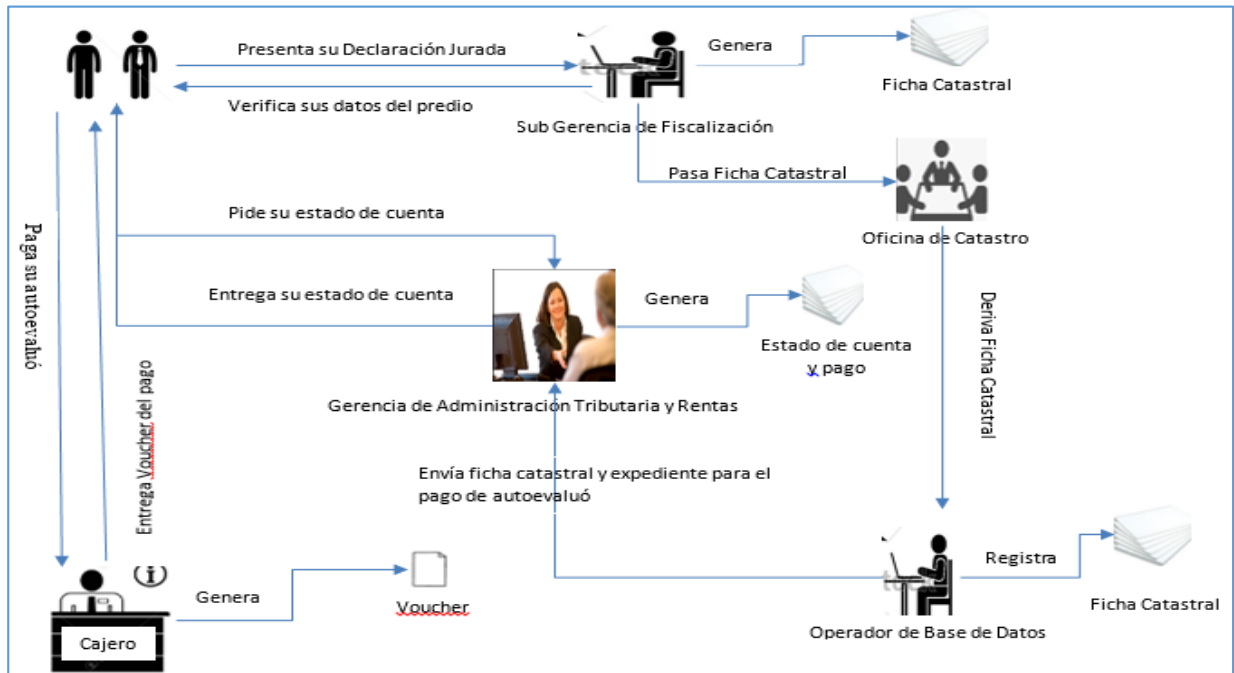 Presenta su Declaración Jurada
Genera
Ficha Catastral
Verifica sus datos del predio
Sub Gerencia de Fiscalización
Pasa Ficha Catastral
Oficina de Catastro
Pide su estado de cuenta
Paga su autoevaluó
Entrega su estado de cuenta
Genera
Estado de cuenta
y pago
Deriva Ficha Catastral
Gerencia de Administración Tributaria y Rentas
Entrega Voucher del pago
Envía ficha catastral y expediente para el
pago de autoevaluó
Genera
Voucher
Cajero
Registra
Ficha Catastral
Operador de Base de Datos